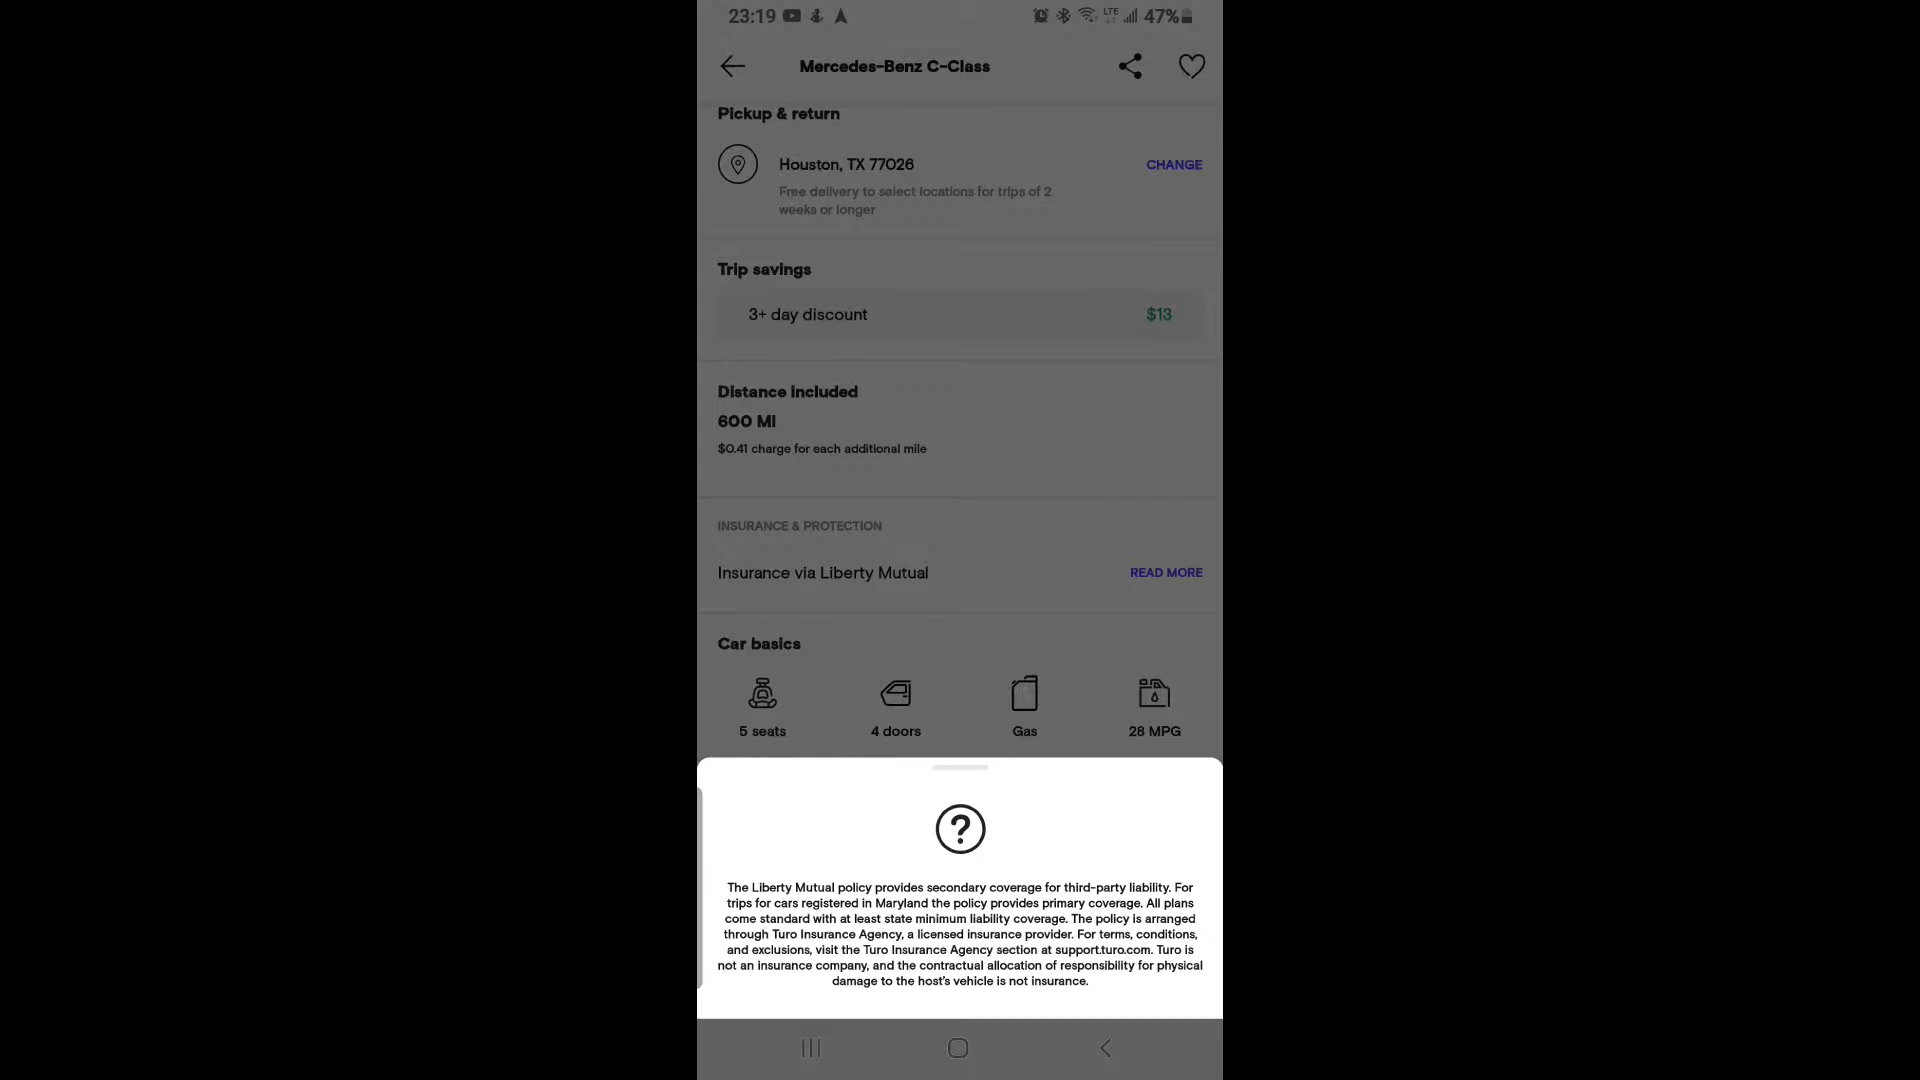 23:19
LTE
47%
Mercedes-Benz C-Class
Pickup & return
Houston, TX 77026
CHANGE
Free delivery to select locations for trips of 2
weeks or longer
Trip savings
3+ day discount
$13
Distance included
600 MI
$0.41 charge for each additional mile
INSURANCE & PROTECTION
Insurance via Liberty Mutual
READ MORE
Car basics
5 seats
4 doors
Gas
28 MPG
?
The Liberty Mutual policy provides secondary coverage for third-party liability. For
trips for cars registered in Maryland the policy provides primary coverage. All plans
come standard with at least state minimum liability coverage. The policy is arranged
through Turo Insurance Agency, a licensed insurance provider. For terms, conditions,
and exclusions, visit the Turo Insurance Agency section at support.turo.com. Turo is
not an insurance company, and the contractual allocation of responsibility for physical
damage to the host's vehicle is not insurance.